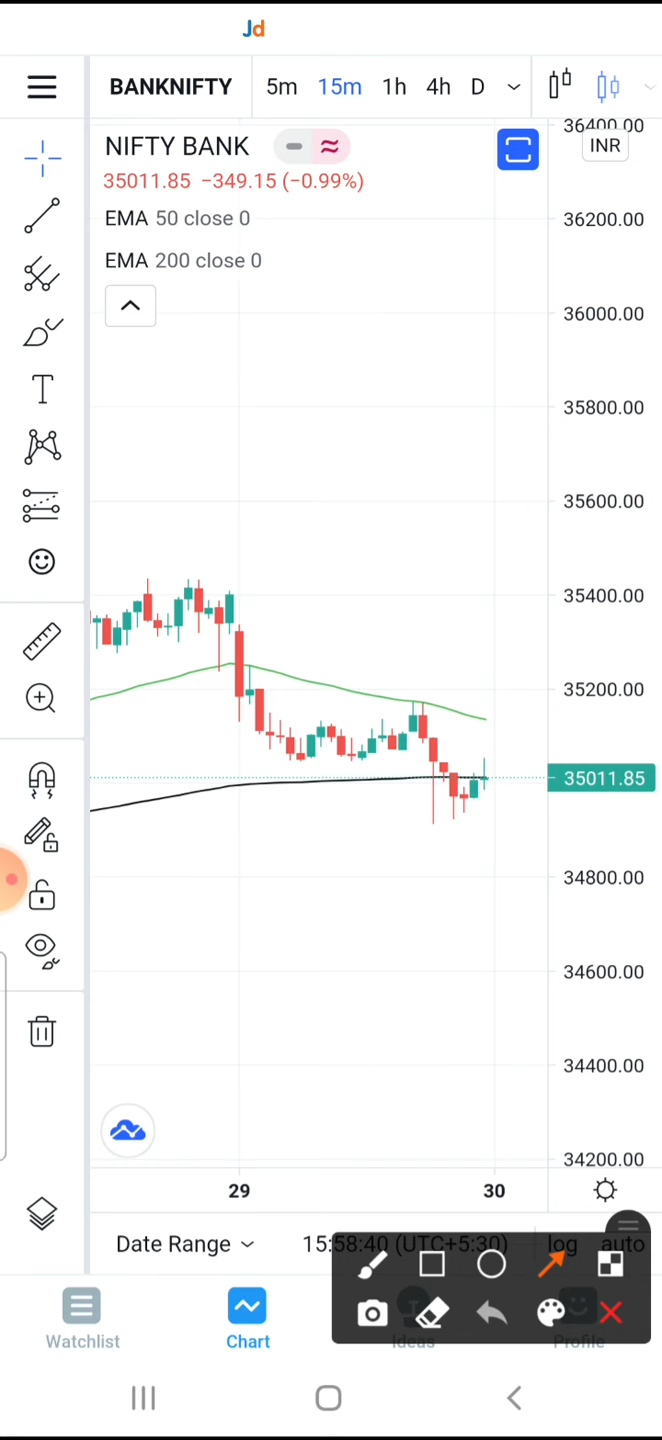 Jd
BANKNIFTY 5m 15m 1h 4h D
NIFTY BANK
35011.85 −349.15 (−0.99%)
EMA 50 close 0
EMA 200 close 0
36400.00
INR
36200.00
36000.00
35800.00
35600.00
35400.00
35200.00
35011.85
34800.00
34600.00
34400.00
34200.00
29 30
Date Range 15:58:40 (UTC+5:30) log auto
Watchlist Chart Ideas Profile